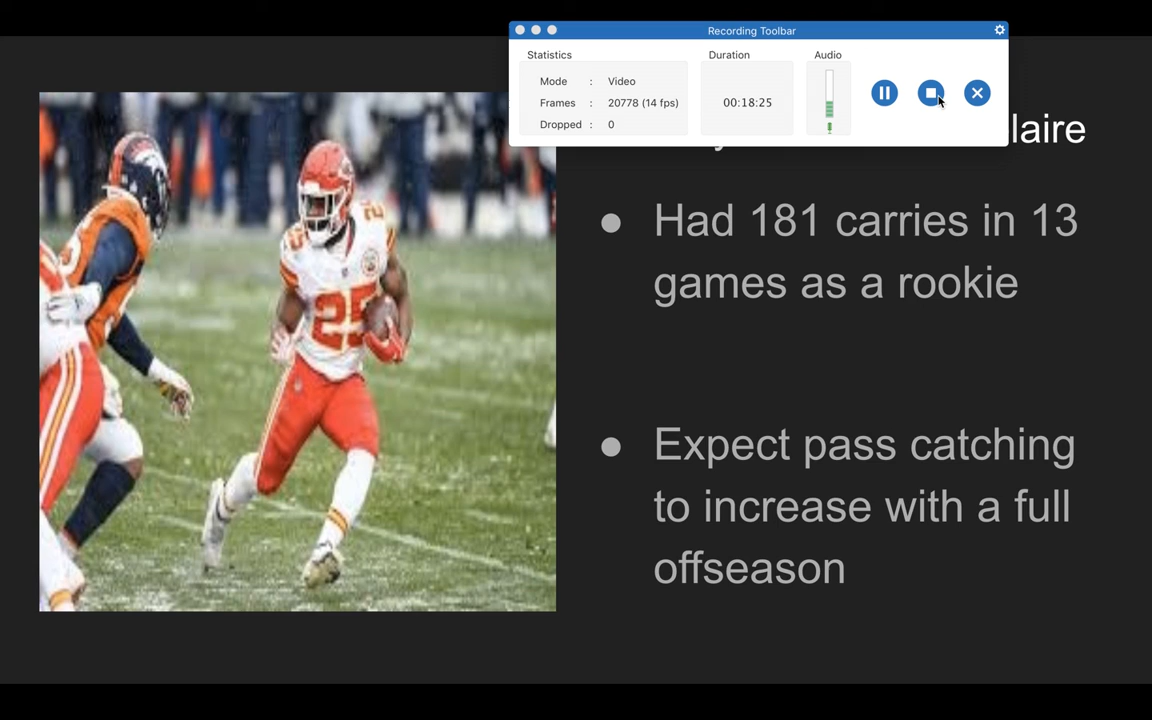 Recording Toolbar
Statistics
Duration
Audio
Mode : Video
Frames : 20778 (14 fps)
Dropped : 0
00:18:25
laire
● Had 181 carries in 13
games as a rookie
● Expect pass catching
to increase with a full
offseason
25
25